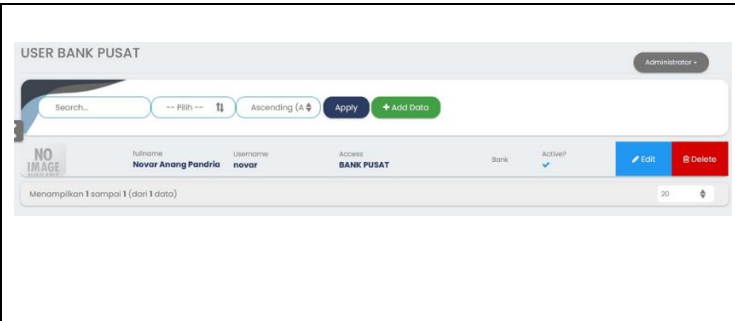 USER BANK PUSAT
Administrator
Search...
-- Pilih --
Ascending (A
Apply
+ Add Data
NO IMAGE
fullname
Novar Anang Pandria
Username
novar
Access
BANK PUSAT
Bank
Active?
Edit
Delete
Menampilkan 1 sampai 1 (dari 1 data)
20